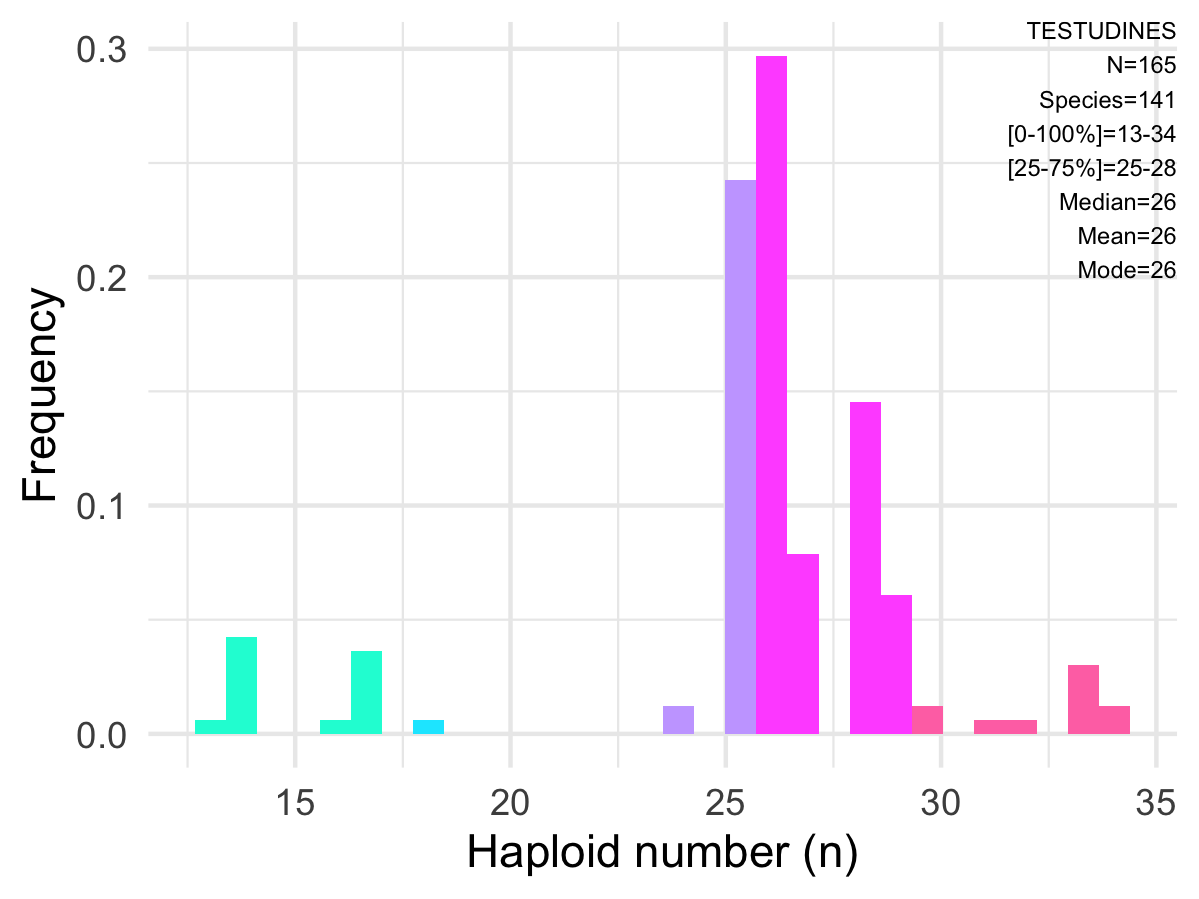 TESTUDINES
N=165
Species=141
[0-100%]=13-34
[25-75%]=25-28
Median=26
Mean=26
Mode=26
Frequency
0.3
0.2
0.1
0.0
15 20 25 30 35
Haploid number (n)